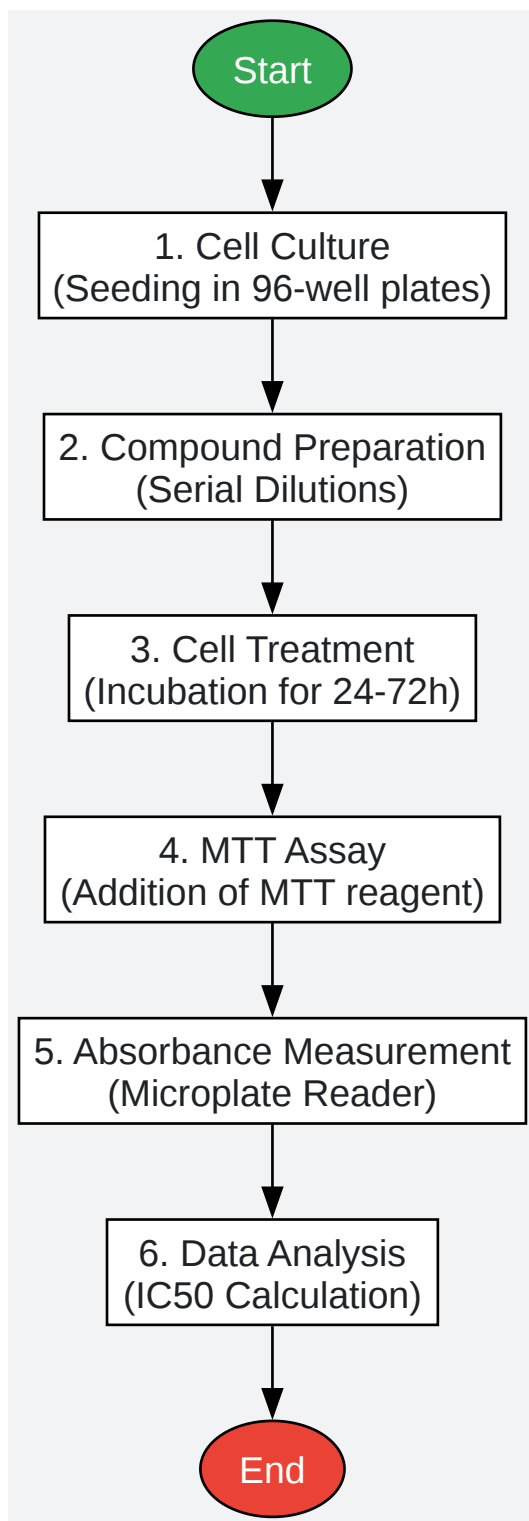 Start
1. Cell Culture
(Seeding in 96-well plates)
2. Compound Preparation
(Serial Dilutions)
3. Cell Treatment
(Incubation for 24-72h)
4. MTT Assay
(Addition of MTT reagent)
5. Absorbance Measurement
(Microplate Reader)
6. Data Analysis
(IC50 Calculation)
End